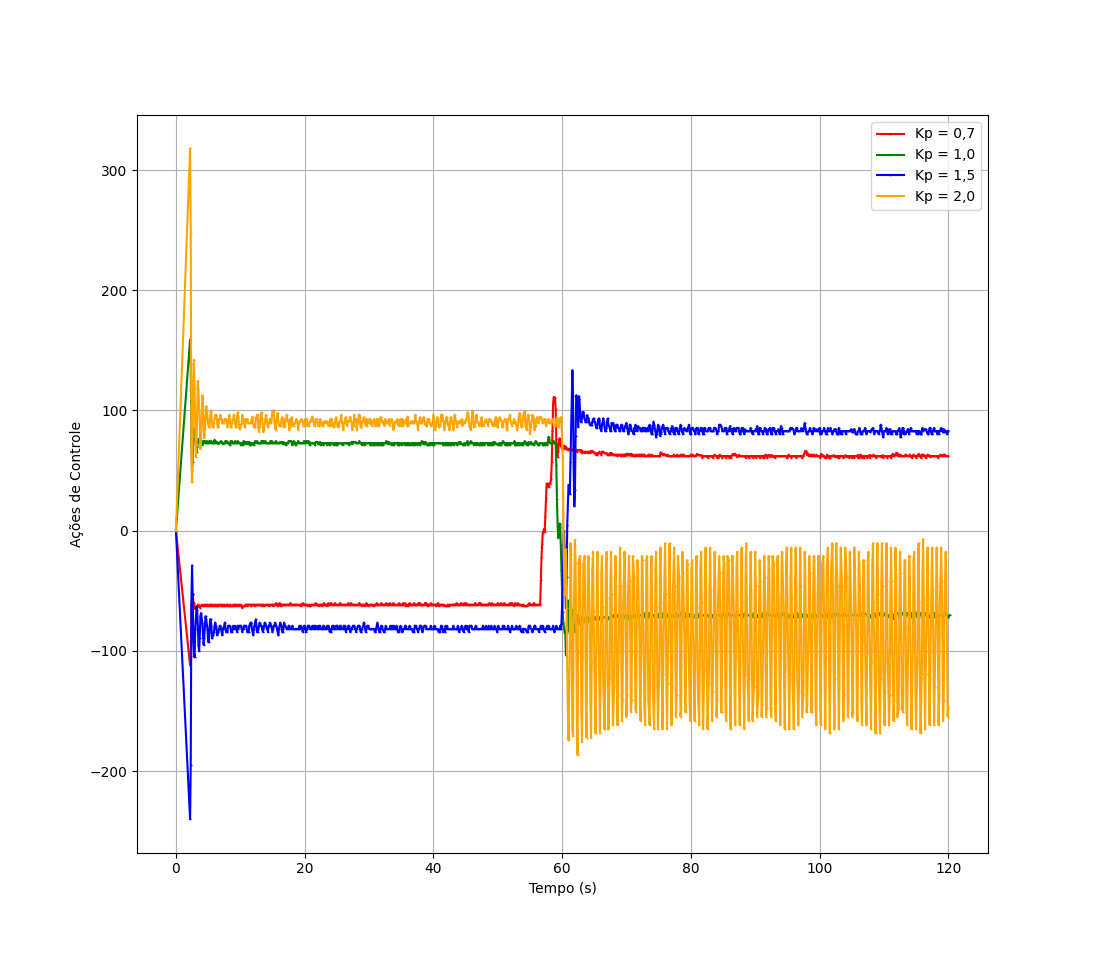 Kp = 0,7
Kp = 1,0
Kp = 1,5
Kp = 2,0
300
200
100
0
−100
−200
Ações de Controle
0 20 40 60 80 100 120
Tempo (s)